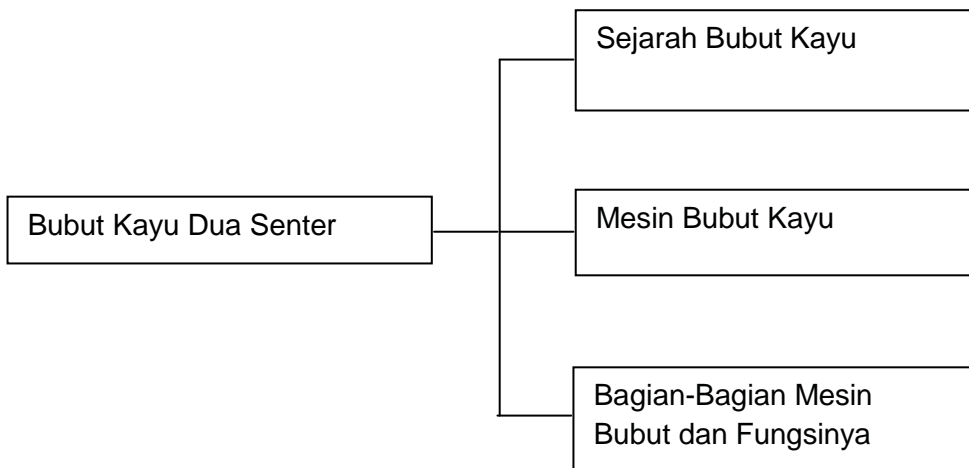 Sejarah Bubut Kayu
Bubut Kayu Dua Senter
Mesin Bubut Kayu
Bagian-Bagian Mesin
Bubut dan Fungsinya